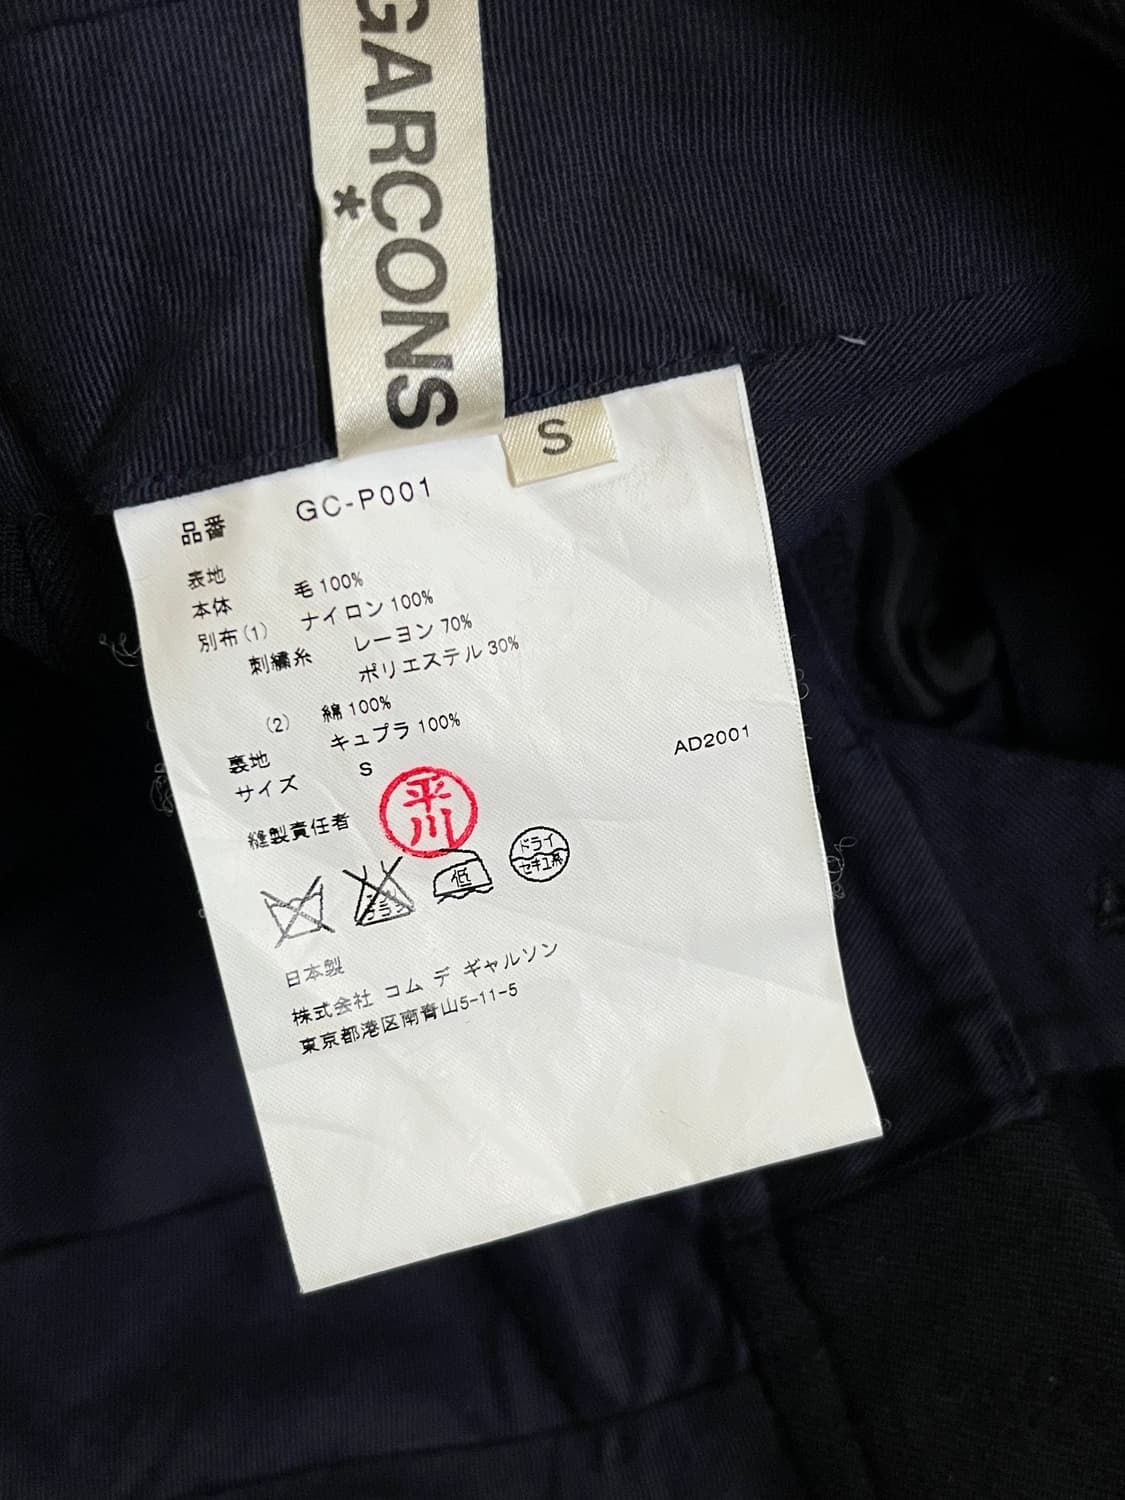 GARCONS
*
S
品番 GC-P001
表地
本体 毛 100%
別布(1) ナイロン 100%
刺繍糸 レーヨン 70%
ポリエステル 30%
(2) 綿 100%
裏地 キュプラ 100%
サイズ S
AD2001
縫製責任者 平川
低
ドライ
セキユ系
日本製
株式会社 コム デ ギャルソン
東京都港区南青山5-11-5